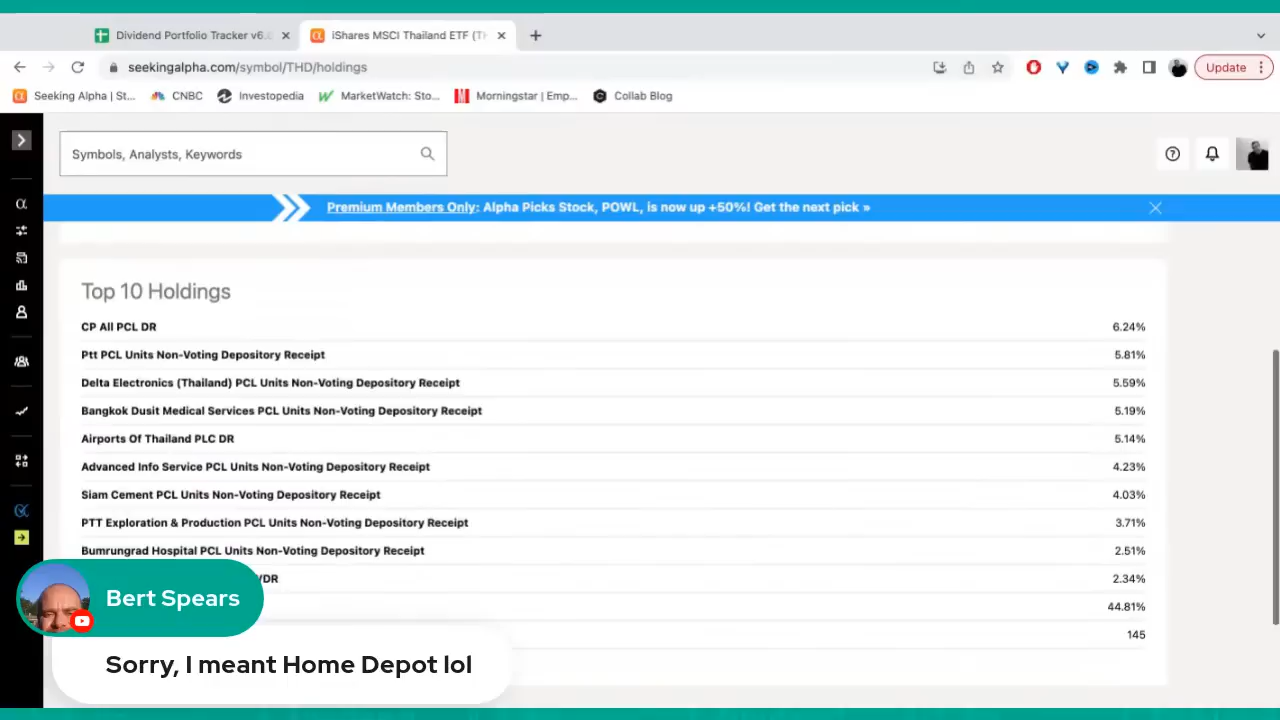 Dividend Portfolio Tracker v6.
iShares MSCI Thailand ETF (TH
seekingalpha.com/symbol/THD/holdings
Update
Seeking Alpha | St...
CNBC
Investopedia
MarketWatch: Sto...
Morningstar | Emp...
Collab Blog
Symbols, Analysts, Keywords
Premium Members Only: Alpha Picks Stock, POWL, is now up +50%! Get the next pick »
Top 10 Holdings
CP All PCL DR 6.24%
Ptt PCL Units Non-Voting Depository Receipt 5.81%
Delta Electronics (Thailand) PCL Units Non-Voting Depository Receipt 5.59%
Bangkok Dusit Medical Services PCL Units Non-Voting Depository Receipt 5.19%
Airports Of Thailand PLC DR 5.14%
Advanced Info Service PCL Units Non-Voting Depository Receipt 4.23%
Siam Cement PCL Units Non-Voting Depository Receipt 4.03%
PTT Exploration & Production PCL Units Non-Voting Depository Receipt 3.71%
Bumrungrad Hospital PCL Units Non-Voting Depository Receipt 2.51%
VDR 2.34%
44.81%
145
Bert Spears
Sorry, I meant Home Depot lol